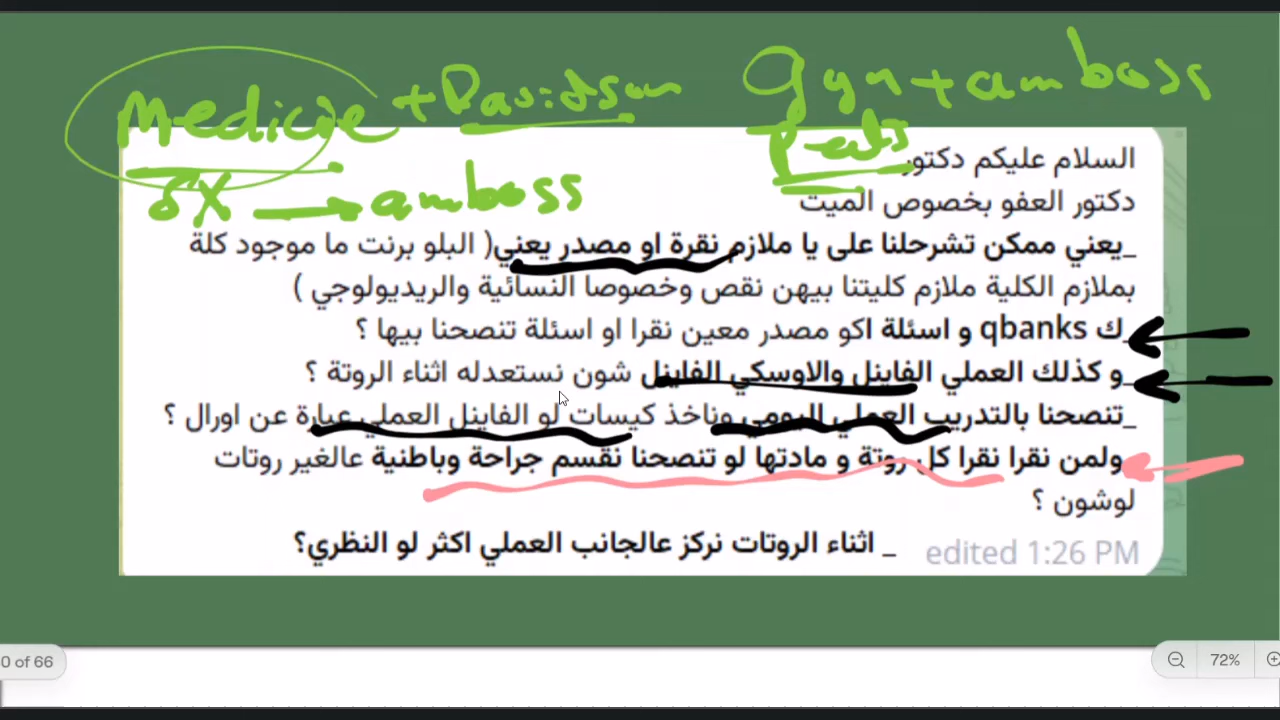 Medicie + Davidson
Gyn + amboss
Peds
δX → amboss
السلام عليكم دكتور
دكتور العفو بخصوص الميت
_يعني ممكن تشرحلنا على يا ملازم نقرة او مصدر يعني( البلو برنت ما موجود كلة
بملازم الكلية ملازم كليتنا بيهن نقص وخصوصا النسائية والريديولوجي )
_ك qbanks و اسئلة اكو مصدر معين نقرا او اسئلة تنصحنا بيها ؟
_و كذلك العملي الفاينل والاوسكي الفاينل شون نستعدله اثناء الروتة ؟
_تنصحنا بالتدريب العملي اليومي وناخذ كيسات لو الفاينل العملي عبارة عن اورال ؟
_ولمن نقرا نقرا كل روتة و مادتها لو تنصحنا نقسم جراحة وباطنية عالغير روتات
لوشون ؟
_ اثناء الروتات نركز عالجانب العملي اكثر لو النظري؟
edited 1:26 PM
0 of 66
72%